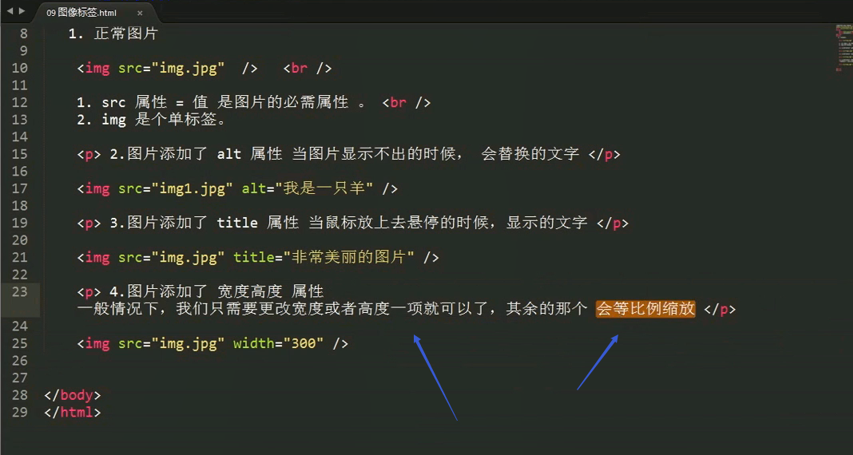 09 图像标签.html ×
8 1. 正常图片
9
10 <img src="img.jpg" /> <br />
11
12 1. src 属性 = 值 是图片的必需属性 。 <br />
13 2. img 是个单标签。
14
15 <p> 2.图片添加了 alt 属性 当图片显示不出的时候， 会替换的文字 </p>
16
17 <img src="img1.jpg" alt="我是一只羊" />
18
19 <p> 3.图片添加了 title 属性 当鼠标放上去悬停的时候，显示的文字 </p>
20
21 <img src="img.jpg" title="非常美丽的图片" />
22
23 <p> 4.图片添加了 宽度高度 属性
一般情况下，我们只需要更改宽度或者高度一项就可以了，其余的那个 会等比例缩放 </p>
24
25 <img src="img.jpg" width="300" />
26
27
28 </body>
29 </html>